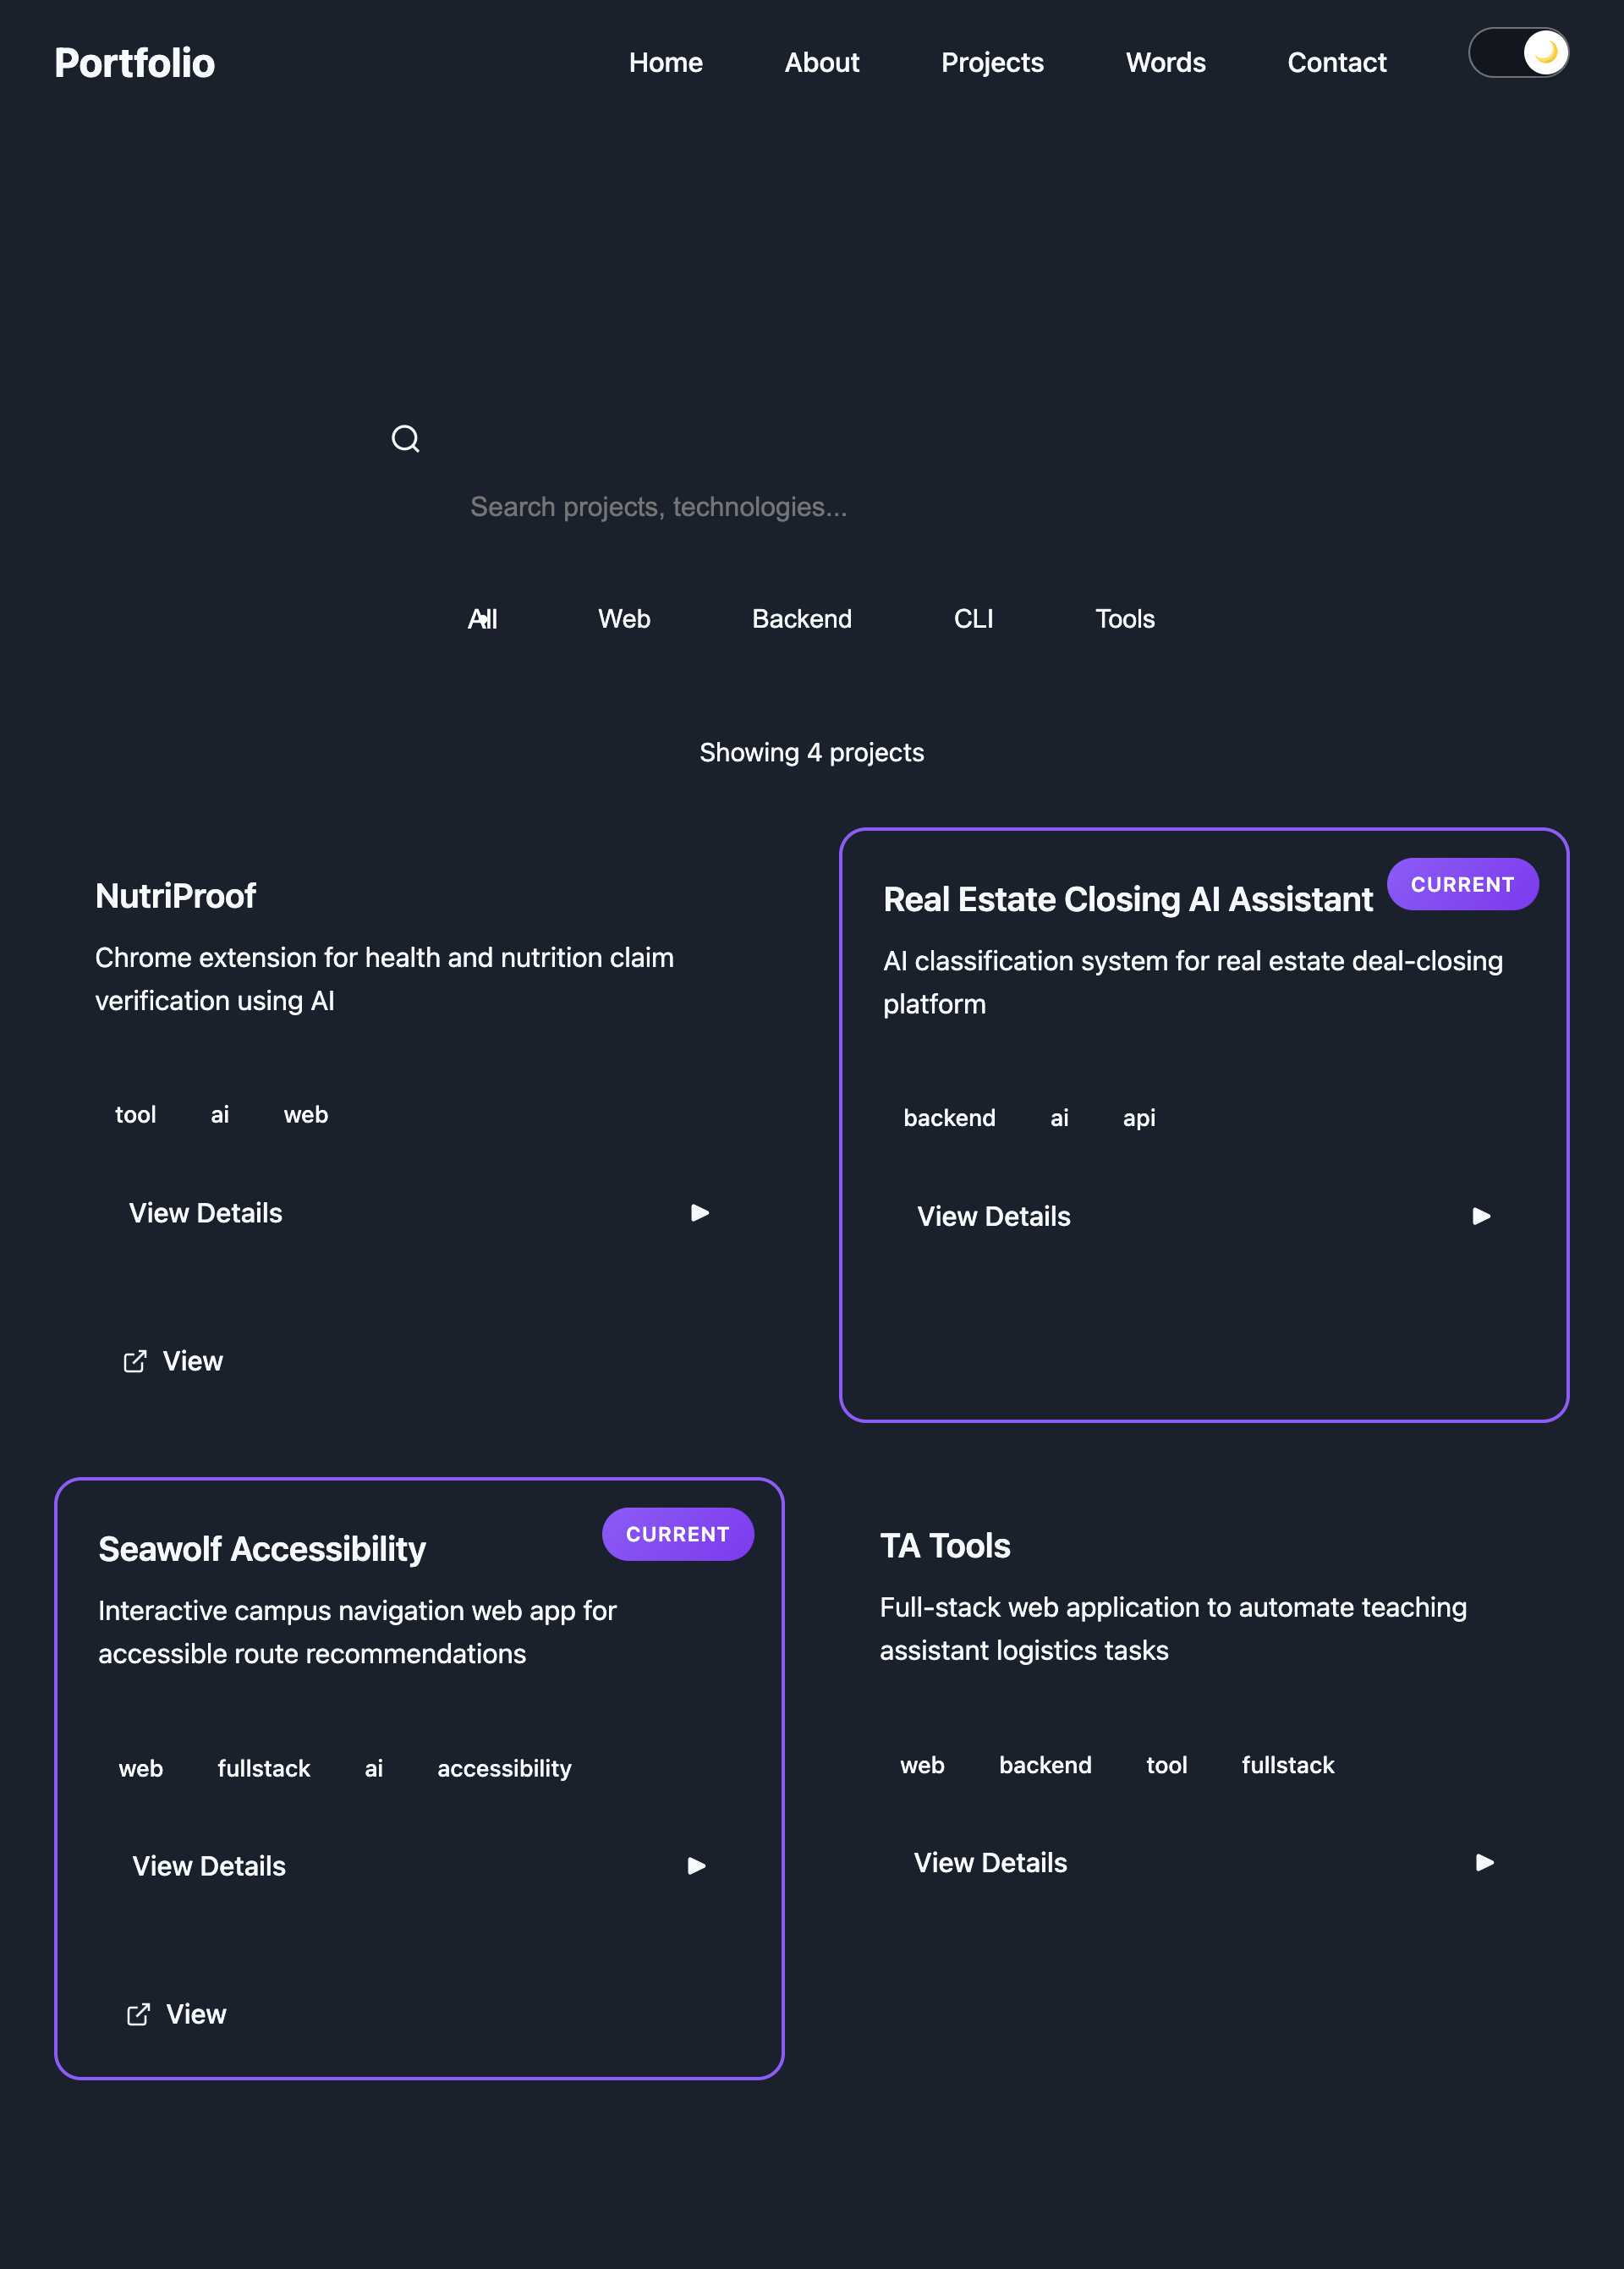 Portfolio
Home About Projects Words Contact
Search projects, technologies...
All Web Backend CLI Tools
Showing 4 projects
NutriProof
Chrome extension for health and nutrition claim
verification using AI
tool ai web
View Details
View
Real Estate Closing AI Assistant
CURRENT
AI classification system for real estate deal-closing
platform
backend ai api
View Details
Seawolf Accessibility
CURRENT
Interactive campus navigation web app for
accessible route recommendations
web fullstack ai accessibility
View Details
View
TA Tools
Full-stack web application to automate teaching
assistant logistics tasks
web backend tool fullstack
View Details